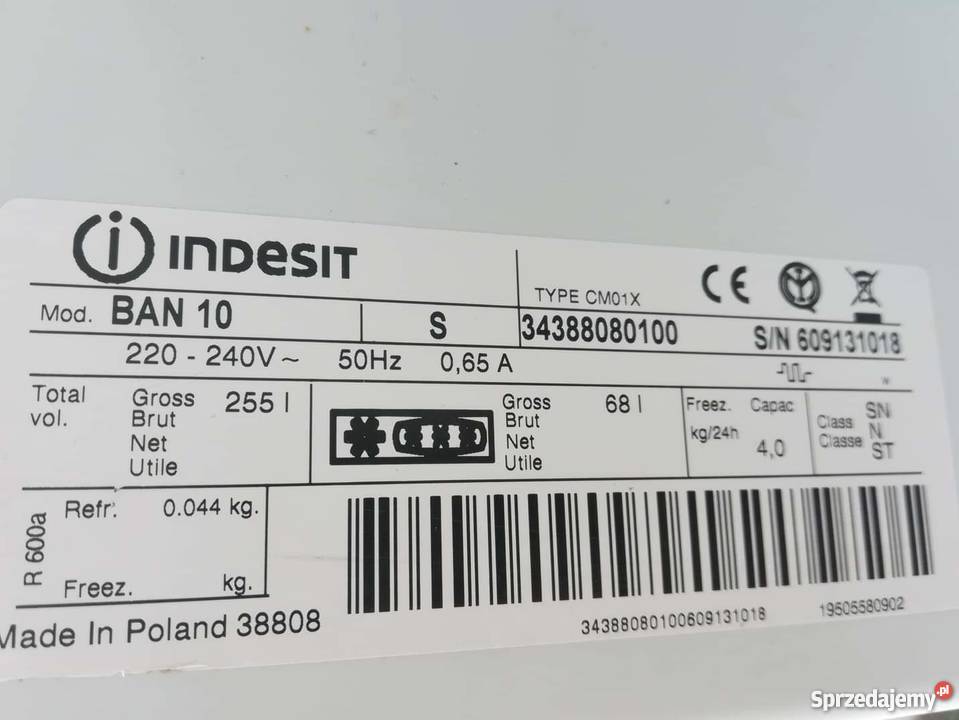 INDESIT
TYPE CM01X
CE
Mod. BAN 10 S 34388080100 S/N 609131018
220 - 240V~ 50Hz 0,65 A
W
Total vol. Gross Brut Net Utile 255 l
Gross Brut Net Utile 68 l
Freez. Capac kg/24h 4,0
Class Classe SN N ST
R 600a
Refr. 0.044 kg.
Freez. kg.
Made In Poland 38808
34388080100609131018
19505580902
Sprzedajemy.pl